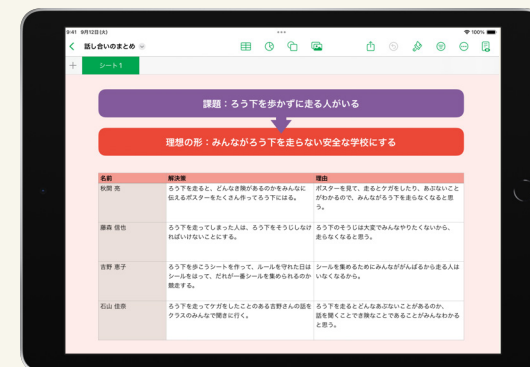 9:41 9月12日(火)
100%
話し合いのまとめ
シート1
課題：ろう下を歩かずに走る人がいる
理想の形：みんながろう下を走らない安全な学校にする
名前 解決策 理由
秋間 亮 ろう下を走ると、どんなき険があるのかをみんなに ポスターを見て、走るとケガをしたり、あぶないこと
伝えるポスターをたくさん作ってろう下にはる。 がわかるので、みんながろう下を走らなくなると思
う。
藤森 信也 ろう下を走ってしまった人は、ろう下をそうじしなけ ろう下のそうじは大変でみんなやりたくないから、
ればいけないことにする。 走らなくなると思う。
吉野 恵子 ろう下を歩こうシートを作って、ルールを守れた日は シールを集めるためにみんながんばるから走る人は
シールをはって、だれが一番シールを集められるのか いなくなるから。
競走する。
石山 佳奈 ろう下を走ってケガをしたことのある吉野さんの話を ろう下を走るとどんなあぶないことがあるのか、
クラスのみんなで聞きに行く。 話を聞くことでき険なことであることがみんなわかる
と思う。